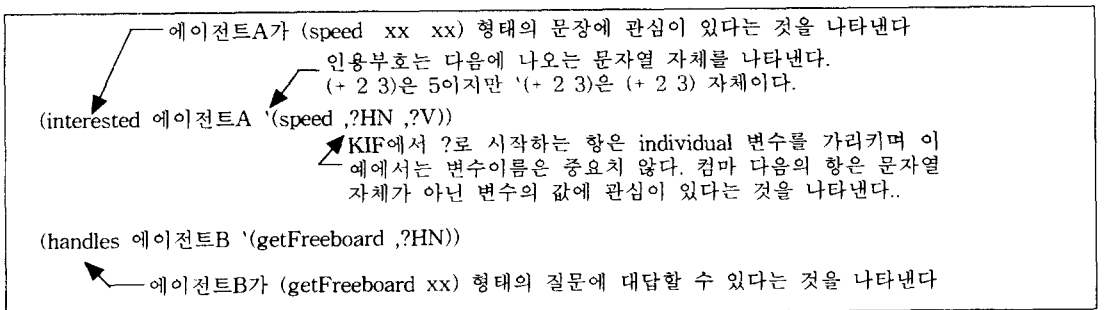 에이전트A가 (speed xx xx) 형태의 문장에 관심이 있다는 것을 나타낸다
인용부호는 다음에 나오는 문자열 자체를 나타낸다.
(+ 2 3)은 5이지만 '(+ 2 3)은 (+ 2 3) 자체이다.
(interested 에이전트A '(speed ,?HN ,?V))
KIF에서 ?로 시작하는 항은 individual 변수를 가리키며 이
예에서는 변수이름은 중요치 않다. 컴마 다음의 항은 문자열
자체가 아닌 변수의 값에 관심이 있다는 것을 나타낸다..
(handles 에이전트B '(getFreeboard ,?HN))
에이전트B가 (getFreeboard xx) 형태의 질문에 대답할 수 있다는 것을 나타낸다